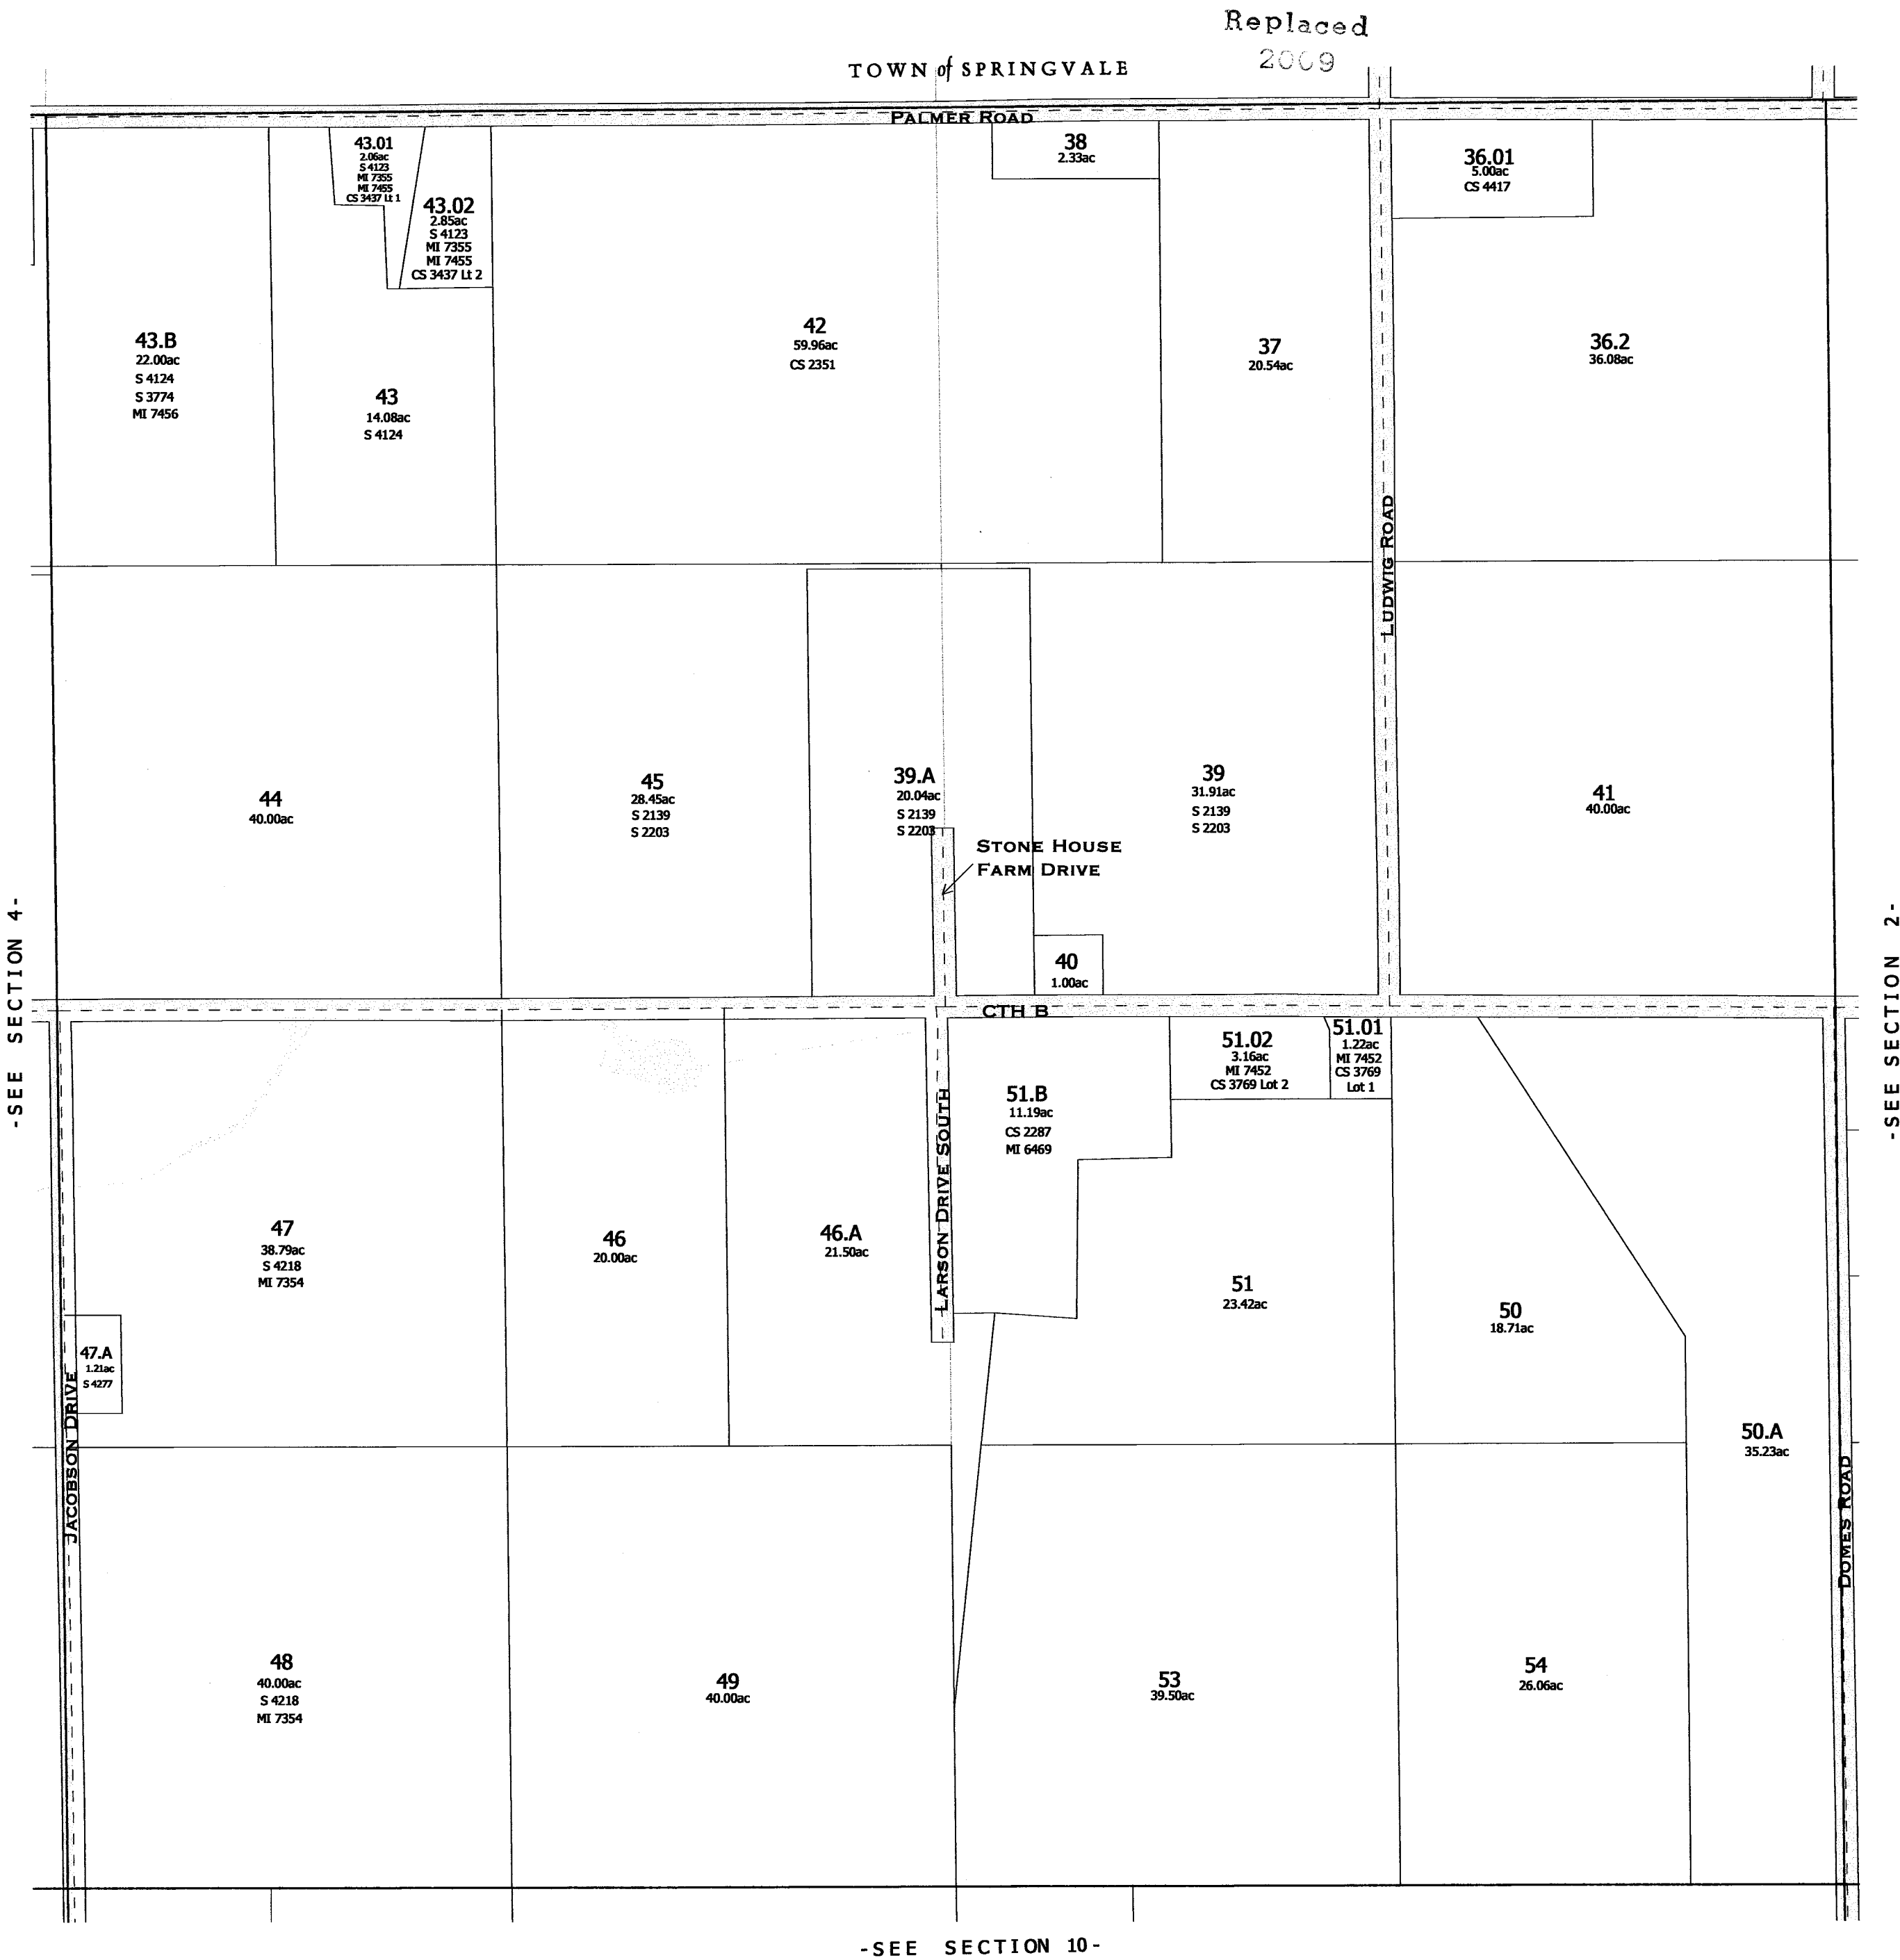 Replaced
2009
TOWN of SPRINGVALE
PALMER ROAD
43.01
2.06ac
S 4123
MI 7355
MI 7455
CS 3437 Lt 1
43.02
2.85ac
S 4123
MI 7355
MI 7455
CS 3437 Lt 2
38
2.33ac
36.01
5.00ac
CS 4417
43.B
22.00ac
S 4124
S 3774
MI 7456
43
14.08ac
S 4124
42
59.96ac
CS 2351
37
20.54ac
36.2
36.08ac
LUDWIG ROAD
44
40.00ac
45
28.45ac
S 2139
S 2203
39.A
20.04ac
S 2139
S 2203
39
31.91ac
S 2139
S 2203
41
40.00ac
STONE HOUSE
FARM DRIVE
40
1.00ac
-SEE SECTION 4-
-SEE SECTION 2-
CTH B
51.02
3.16ac
MI 7452
CS 3769 Lot 2
51.01
1.22ac
MI 7452
CS 3769
Lot 1
51.B
11.19ac
CS 2287
MI 6469
LARSON DRIVE SOUTH
47
38.79ac
S 4218
MI 7354
46
20.00ac
46.A
21.50ac
51
23.42ac
50
18.71ac
47.A
1.21ac
S 4277
JACOBSON DRIVE
50.A
35.23ac
DOMES ROAD
48
40.00ac
S 4218
MI 7354
49
40.00ac
53
39.50ac
54
26.06ac
-SEE SECTION 10-